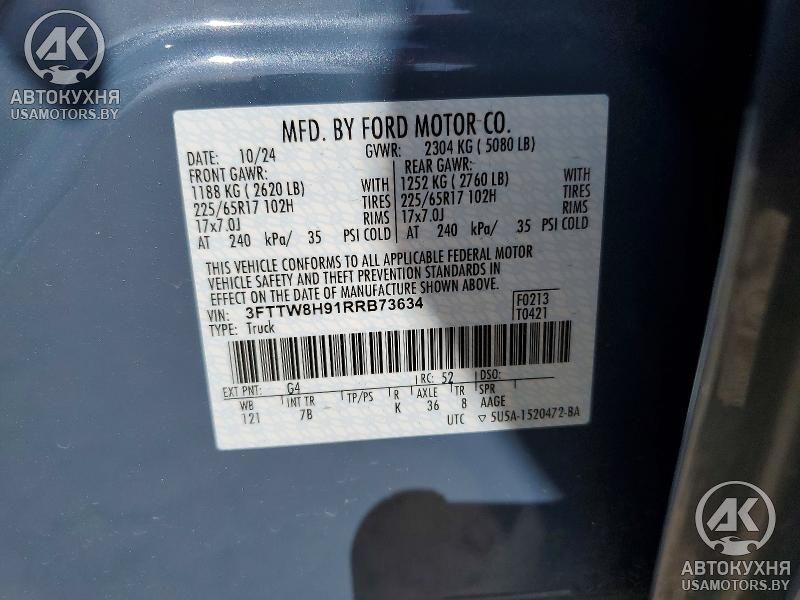 АК
АВТОКУХНЯ
USAMOTORS.BY
MFD. BY FORD MOTOR CO.
DATE: 10/24 GVWR: 2304 KG ( 5080 LB)
FRONT GAWR: REAR GAWR:
1188 KG ( 2620 LB) WITH 1252 KG ( 2760 LB) WITH
225/65R17 102H TIRES 225/65R17 102H TIRES
17x7.0J RIMS 17x7.0J RIMS
AT 240 kPa/ 35 PSI COLD AT 240 kPa/ 35 PSI COLD
THIS VEHICLE CONFORMS TO ALL APPLICABLE FEDERAL MOTOR
VEHICLE SAFETY AND THEFT PREVENTION STANDARDS IN
EFFECT ON THE DATE OF MANUFACTURE SHOWN ABOVE.
VIN: 3FTTW8H91RRB73634 F0213
TYPE: Truck T0421
EXT PNT: G4 RC: 52 DSO:
WB INT TR TP/PS R AXLE TR SPR
121 7B K 36 8 AAGE
UTC ▽ 5U5A-1520472-BA
АК
АВТОКУХНЯ
USAMOTORS.BY